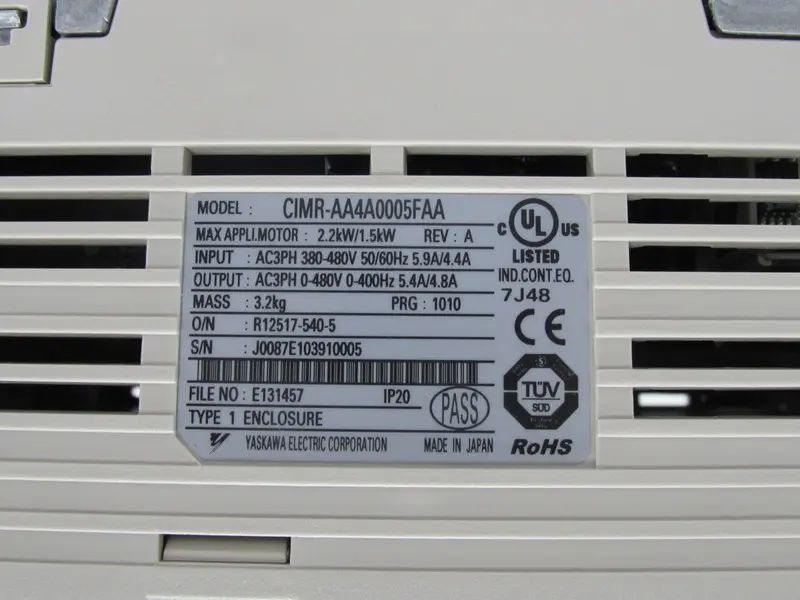 MODEL : CIMR-AA4A0005FAA
MAX APPLI.MOTOR : 2.2kW/1.5kW REV : A
INPUT : AC3PH 380-480V 50/60Hz 5.9A/4.4A
OUTPUT : AC3PH 0-480V 0-400Hz 5.4A/4.8A
MASS : 3.2kg PRG : 1010
O/N : R12517-540-5
S/N : J0087E103910005
FILE NO : E131457 IP20
TYPE 1 ENCLOSURE
PASS
YASKAWA ELECTRIC CORPORATION MADE IN JAPAN
C UL US
LISTED
IND.CONT.EQ.
7J48
CE
TÜV
SÜD
RoHS